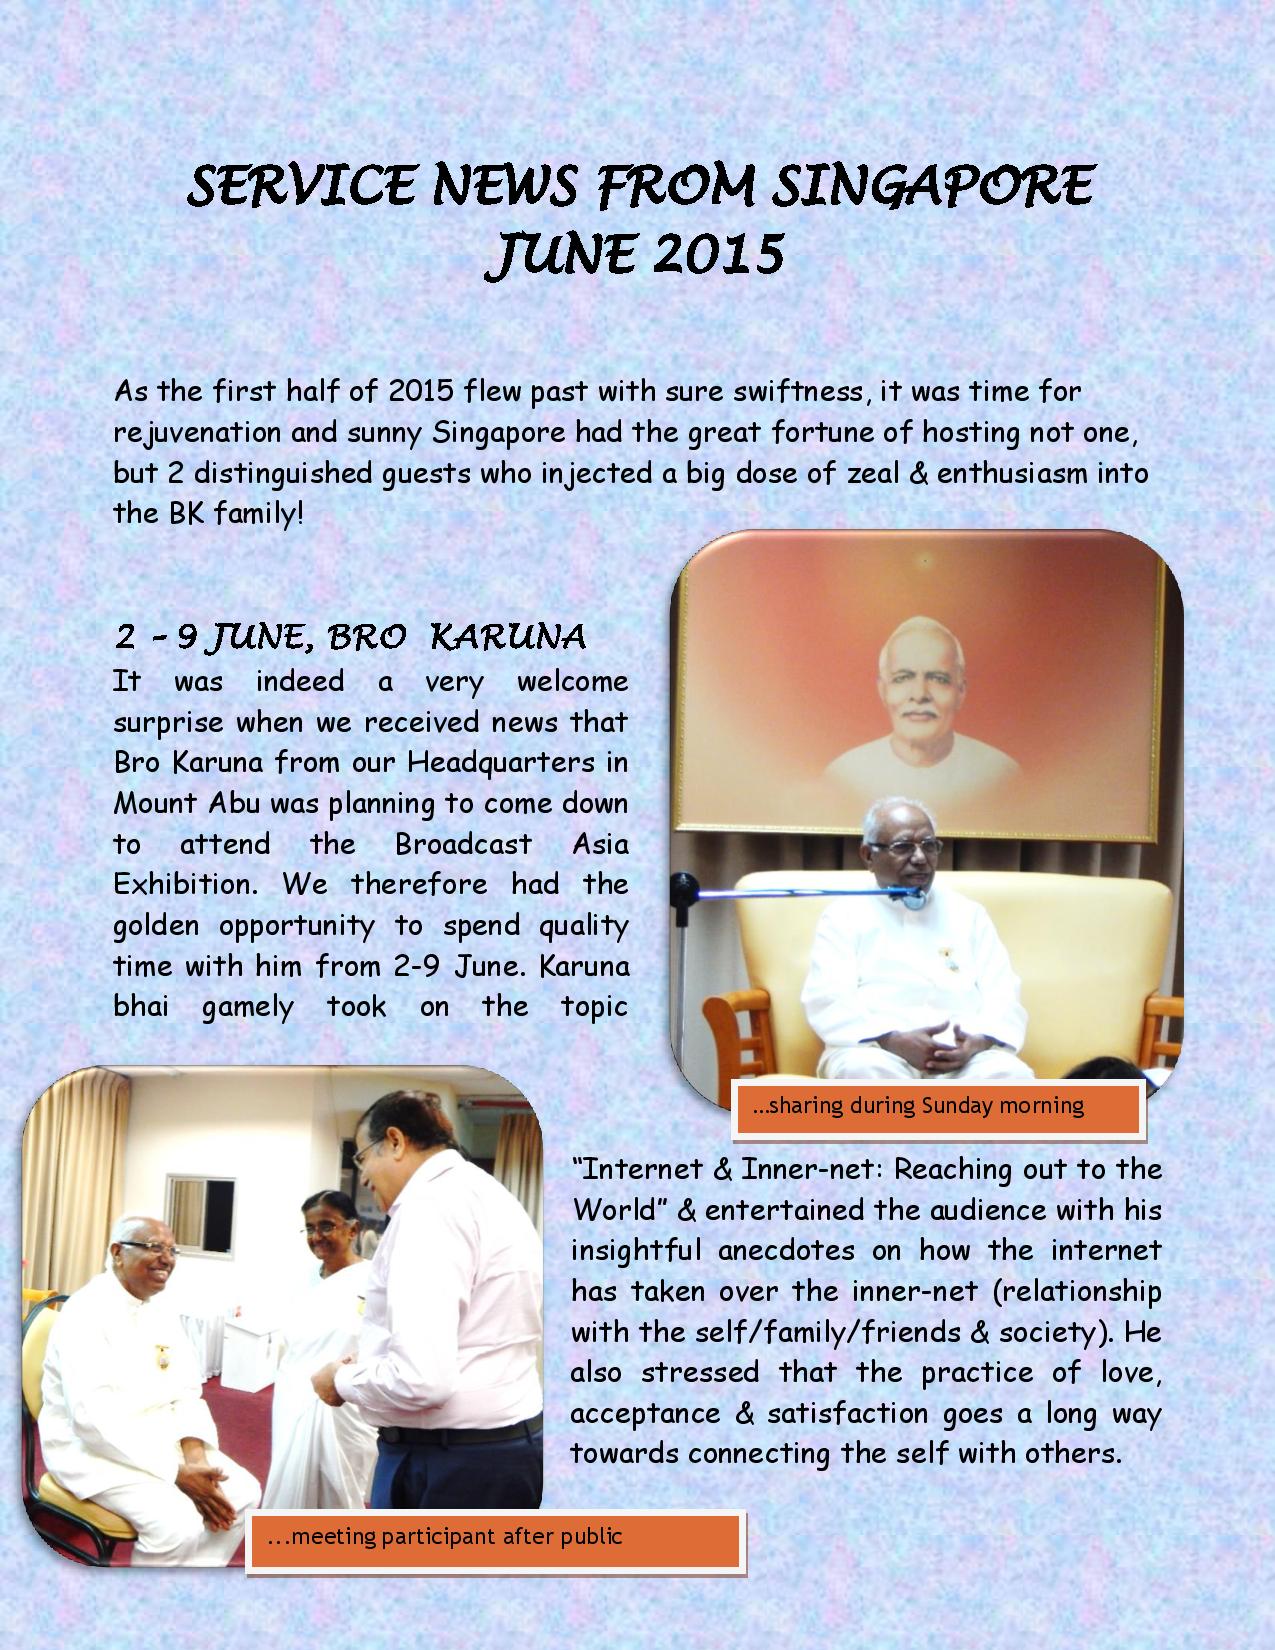 SERVICE NEWS FROM SINGAPORE
JUNE 2015
As the first half of 2015 flew past with sure swiftness, it was time for
rejuvenation and sunny Singapore had the great fortune of hosting not one,
but 2 distinguished guests who injected a big dose of zeal & enthusiasm into
the BK family!
2 – 9 JUNE, BRO KARUNA
It was indeed a very welcome
surprise when we received news that
Bro Karuna from our Headquarters in
Mount Abu was planning to come down
to attend the Broadcast Asia
Exhibition. We therefore had the
golden opportunity to spend quality
time with him from 2-9 June. Karuna
bhai gamely took on the topic
...sharing during Sunday morning
“Internet & Inner-net: Reaching out to the
World” & entertained the audience with his
insightful anecdotes on how the internet
has taken over the inner-net (relationship
with the self/family/friends & society). He
also stressed that the practice of love,
acceptance & satisfaction goes a long way
towards connecting the self with others.
...meeting participant after public